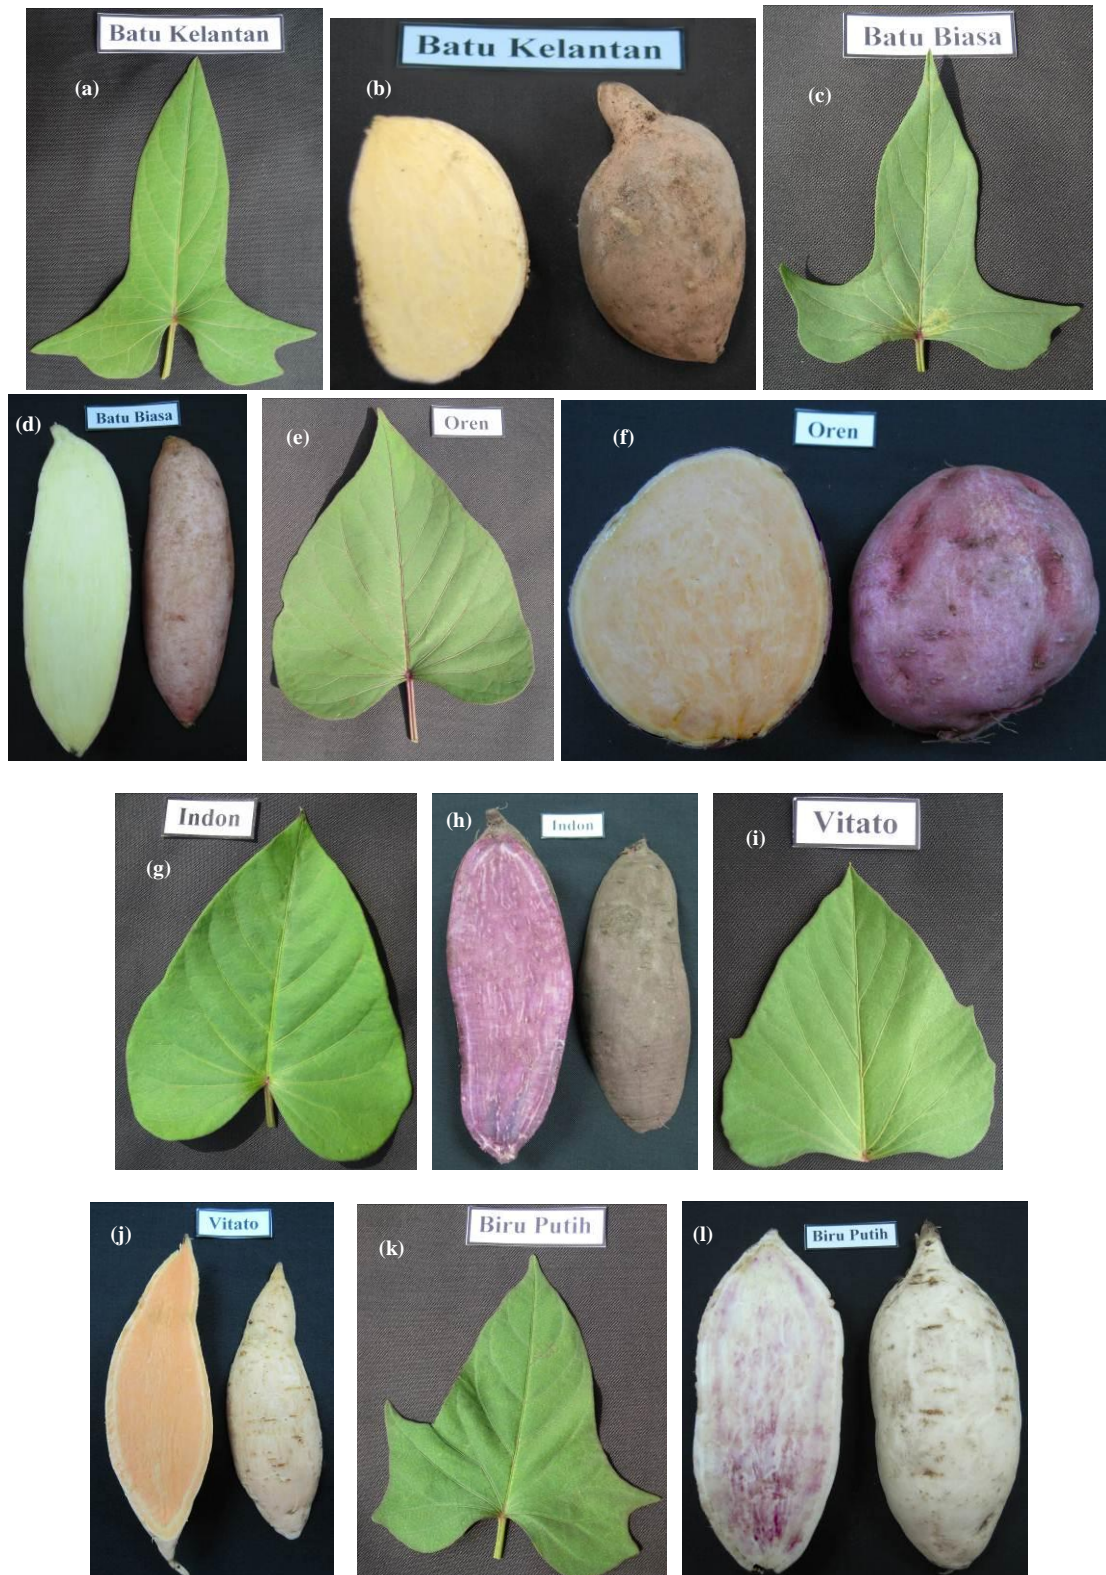 Batu Kelantan
(a)
Batu Kelantan
(b)
Batu Biasa
(c)
(d)
Batu Biasa
(e)
Oren
(f)
Oren
Indon
(g)
(h)
Indon
(i)
Vitato
(j)
Vitato
(k)
Biru Putih
(l)
Biru Putih